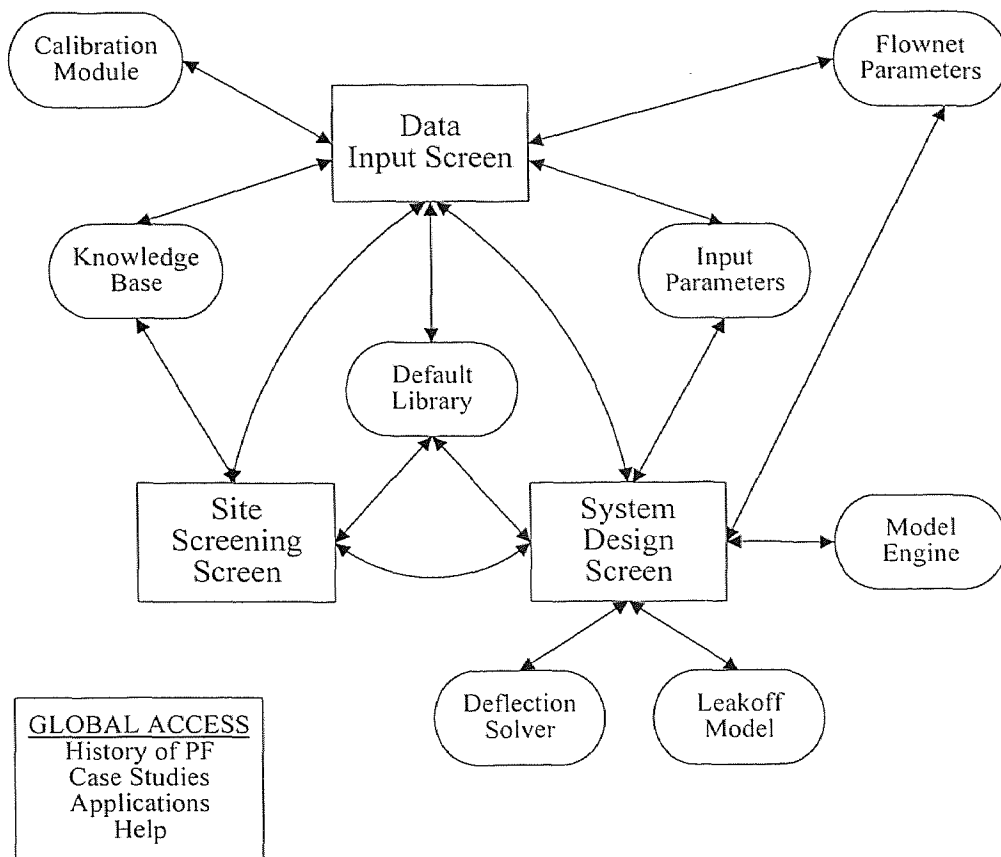 Calibration
Module
Flownet
Parameters
Data
Input Screen
Knowledge
Base
Input
Parameters
Default
Library
Site
Screening
Screen
System
Design
Screen
Model
Engine
Deflection
Solver
Leakoff
Model
GLOBAL ACCESS
History of PF
Case Studies
Applications
Help